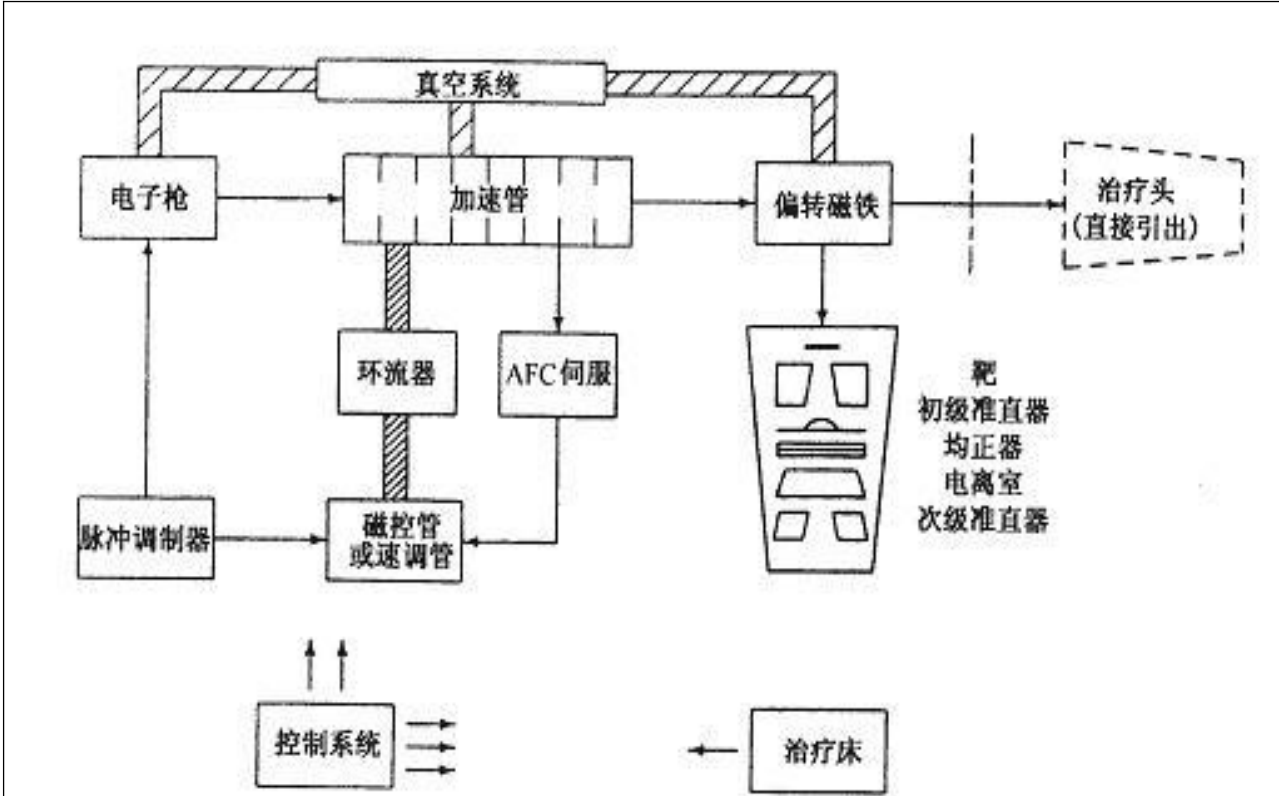 真空系统
电子枪
加速管
偏转磁铁
治疗头
(直接引出)
环流器
AFC伺服
靶
初级准直器
均正器
电离室
次级准直器
脉冲调制器
磁控管
或速调管
控制系统
治疗床